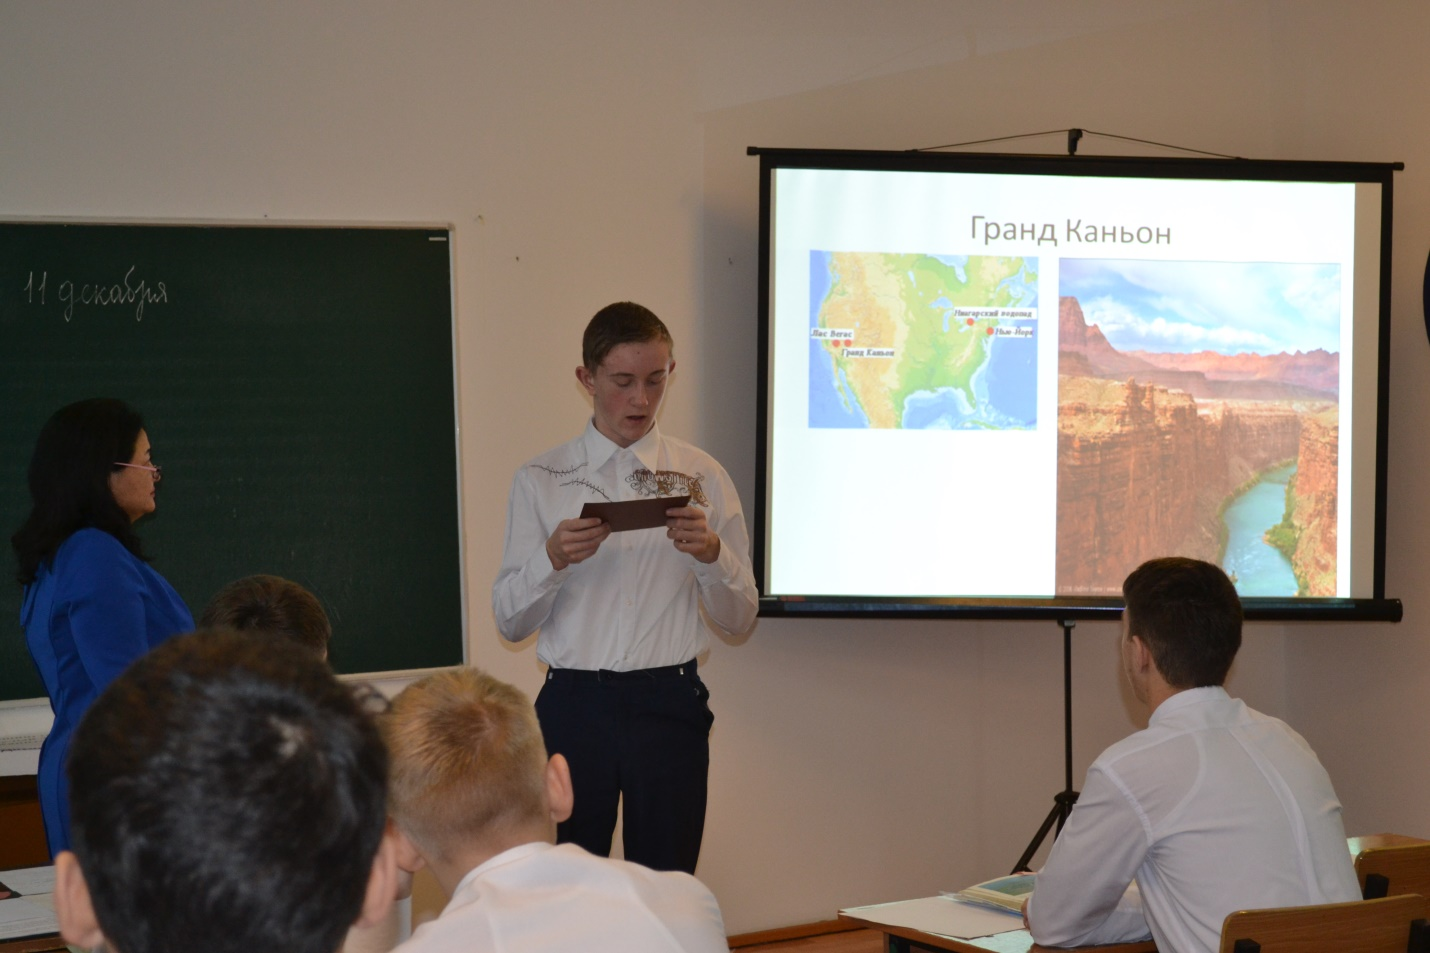 11 декабря
Гранд Каньон
Ниагарский водопад
Лас Вегас
Нью-Йорк
Гранд Каньон